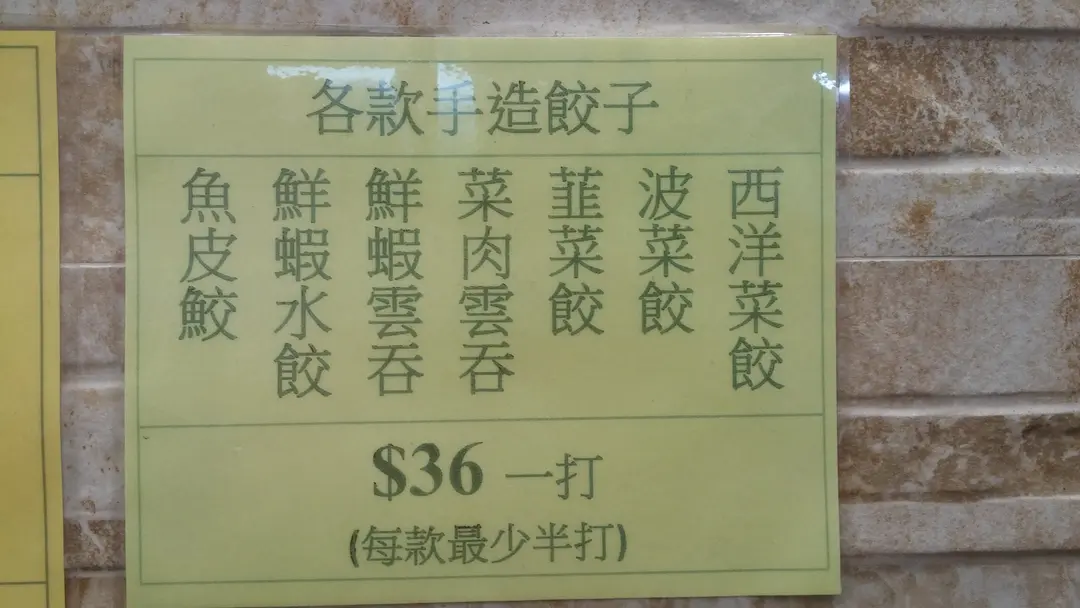 各款手造餃子
西洋菜餃
波菜餃
韮菜餃
菜肉雲吞
鮮蝦雲吞
鮮蝦水餃
魚皮鮫
$36 一打
(每款最少半打)